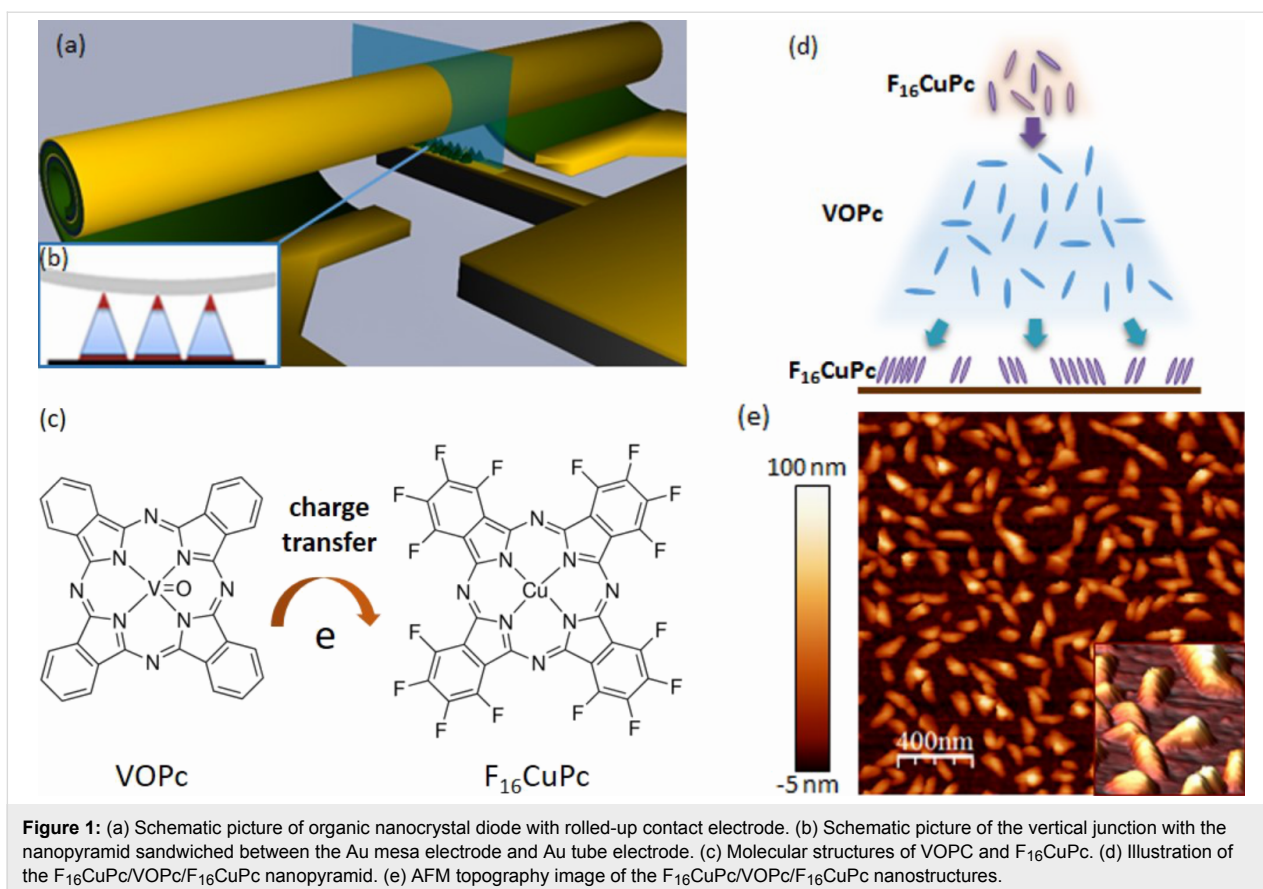 (a)
(b)
(c)
N
N
N
N
V=O
N
N
N
N
VOPc
charge
transfer
e
F
F
F
F
F
F
F
F
N
N
N
N
Cu
N
N
N
N
F
F
F
F
F
F
F
F
F₁₆CuPc
(d)
F₁₆CuPc
VOPc
F₁₆CuPc
(e)
100 nm
-5 nm
400nm
Figure 1: (a) Schematic picture of organic nanocrystal diode with rolled-up contact electrode. (b) Schematic picture of the vertical junction with the
nanopyramid sandwiched between the Au mesa electrode and Au tube electrode. (c) Molecular structures of VOPC and F₁₆CuPc. (d) Illustration of
the F₁₆CuPc/VOPc/F₁₆CuPc nanopyramid. (e) AFM topography image of the F₁₆CuPc/VOPc/F₁₆CuPc nanostructures.